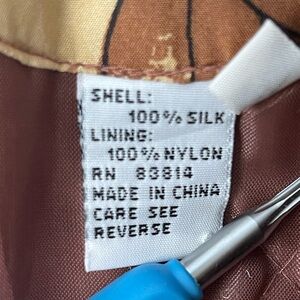 SHELL:
100% SILK
LINING:
100% NYLON
RN 83814
MADE IN CHINA
CARE SEE
REVERSE